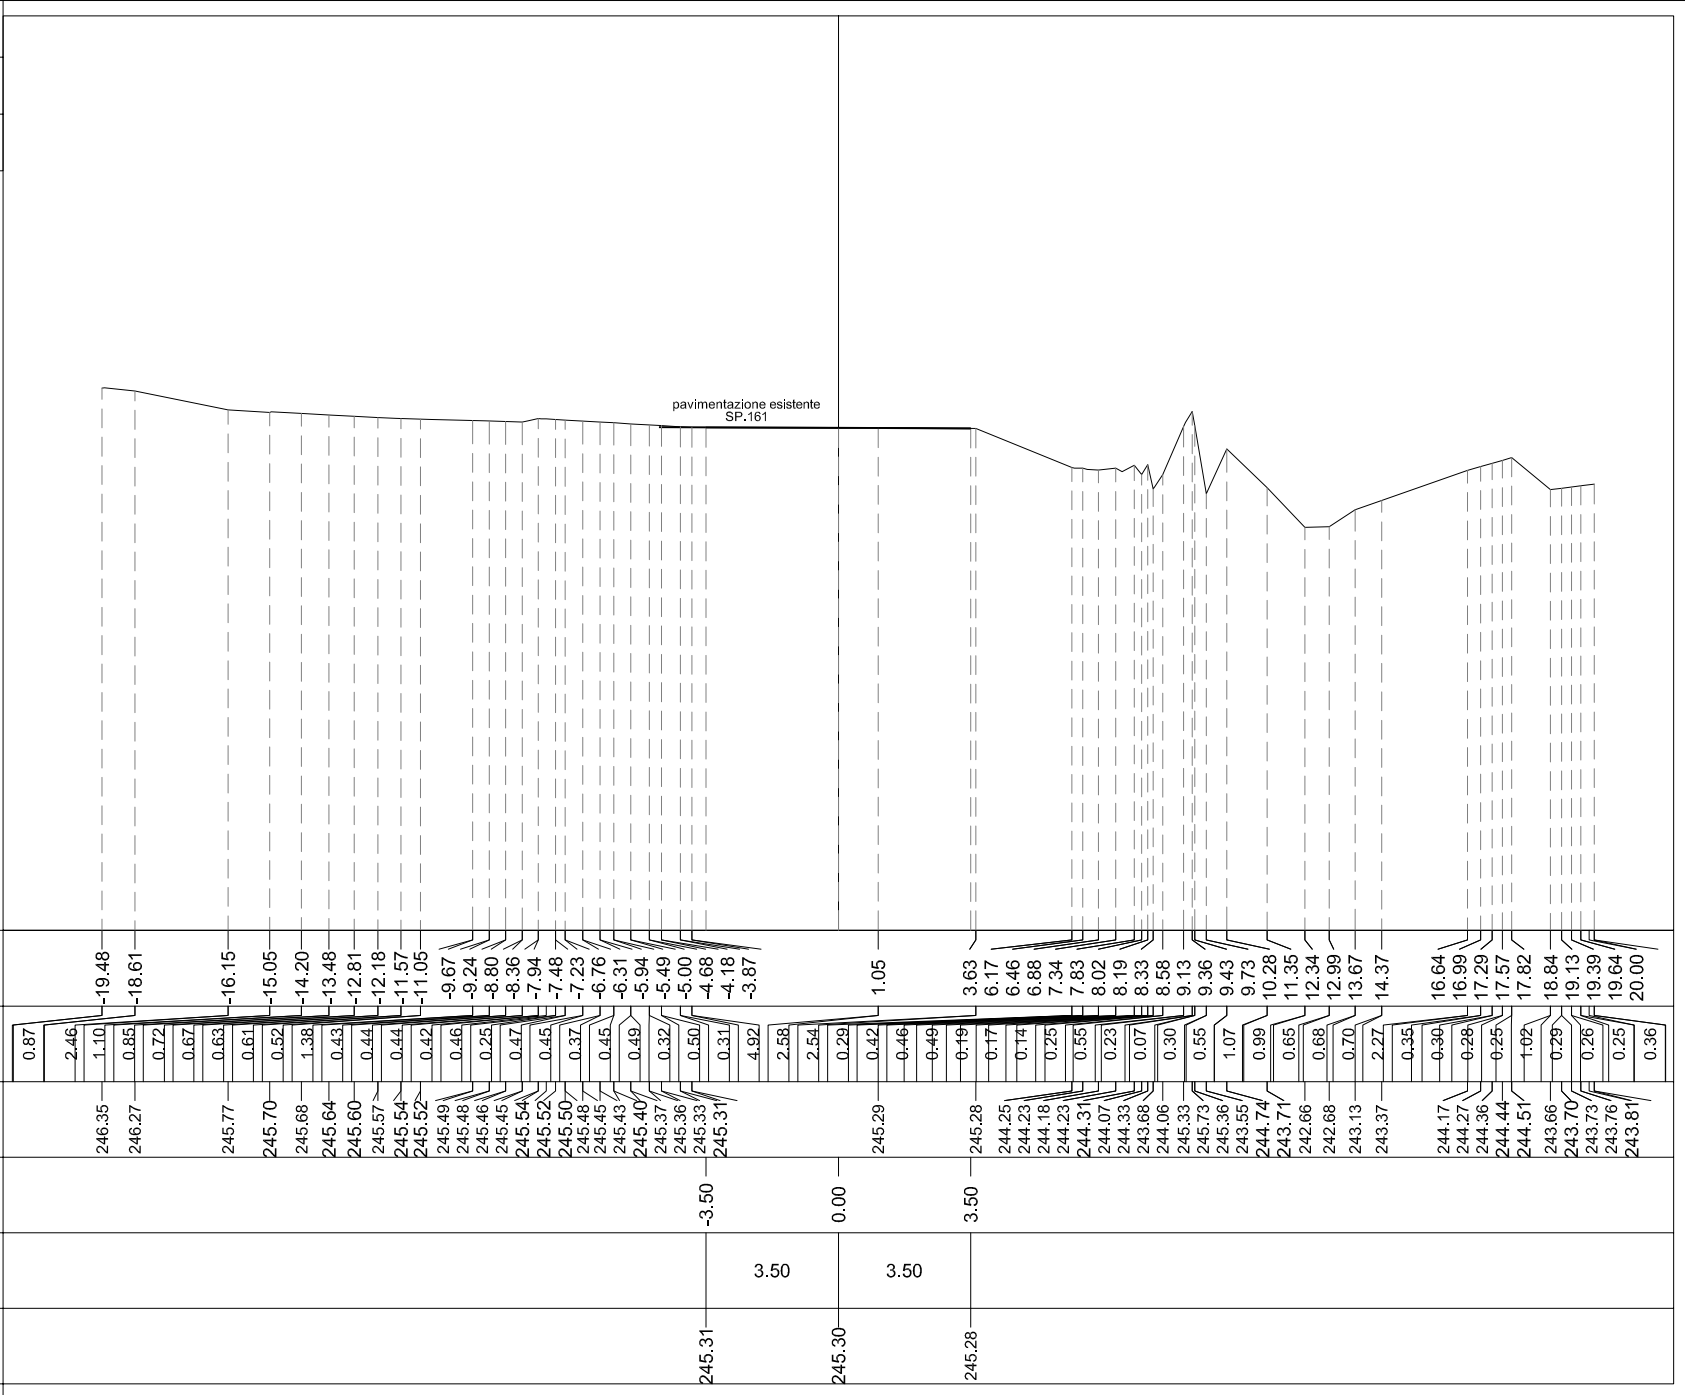 pavimentazione esistente
SP.161
-19.48 -18.61 -16.15 -15.05 -14.20 -13.48 -12.81 -12.18 -11.57 -11.05 -9.67 -9.24 -8.80 -8.36 -7.94 -7.48 -7.23 -6.76 -6.31 -5.94 -5.49 -5.00 -4.68 -4.18 -3.87 1.05 3.63 6.17 6.46 6.88 7.34 7.83 8.02 8.19 8.33 8.58 9.13 9.36 9.43 9.73 10.28 11.35 12.34 12.99 13.67 14.37 16.64 16.99 17.29 17.57 17.82 18.84 19.13 19.39 19.64 20.00
0.87 2.46 1.10 0.85 0.72 0.67 0.63 0.61 0.52 1.38 0.43 0.44 0.44 0.42 0.46 0.25 0.47 0.45 0.37 0.45 0.49 0.32 0.50 0.31 4.92 2.58 2.54 0.29 0.42 0.46 0.49 0.19 0.17 0.14 0.25 0.55 0.23 0.07 0.30 0.55 1.07 0.99 0.65 0.68 0.70 2.27 0.35 0.30 0.28 0.25 1.02 0.29 0.26 0.25 0.36
246.35 246.27 245.77 245.70 245.68 245.64 245.60 245.57 245.54 245.52 245.49 245.48 245.46 245.45 245.54 245.52 245.50 245.48 245.45 245.43 245.40 245.37 245.36 245.33 245.31 245.29 245.28 244.25 244.23 244.18 244.23 244.31 244.07 244.33 243.68 244.06 245.33 245.73 245.36 243.55 244.74 243.71 242.66 242.68 243.13 243.37 244.17 244.27 244.36 244.44 244.51 243.66 243.70 243.73 243.76 243.81
-3.50 0.00 3.50
3.50 3.50
245.31 245.30 245.28